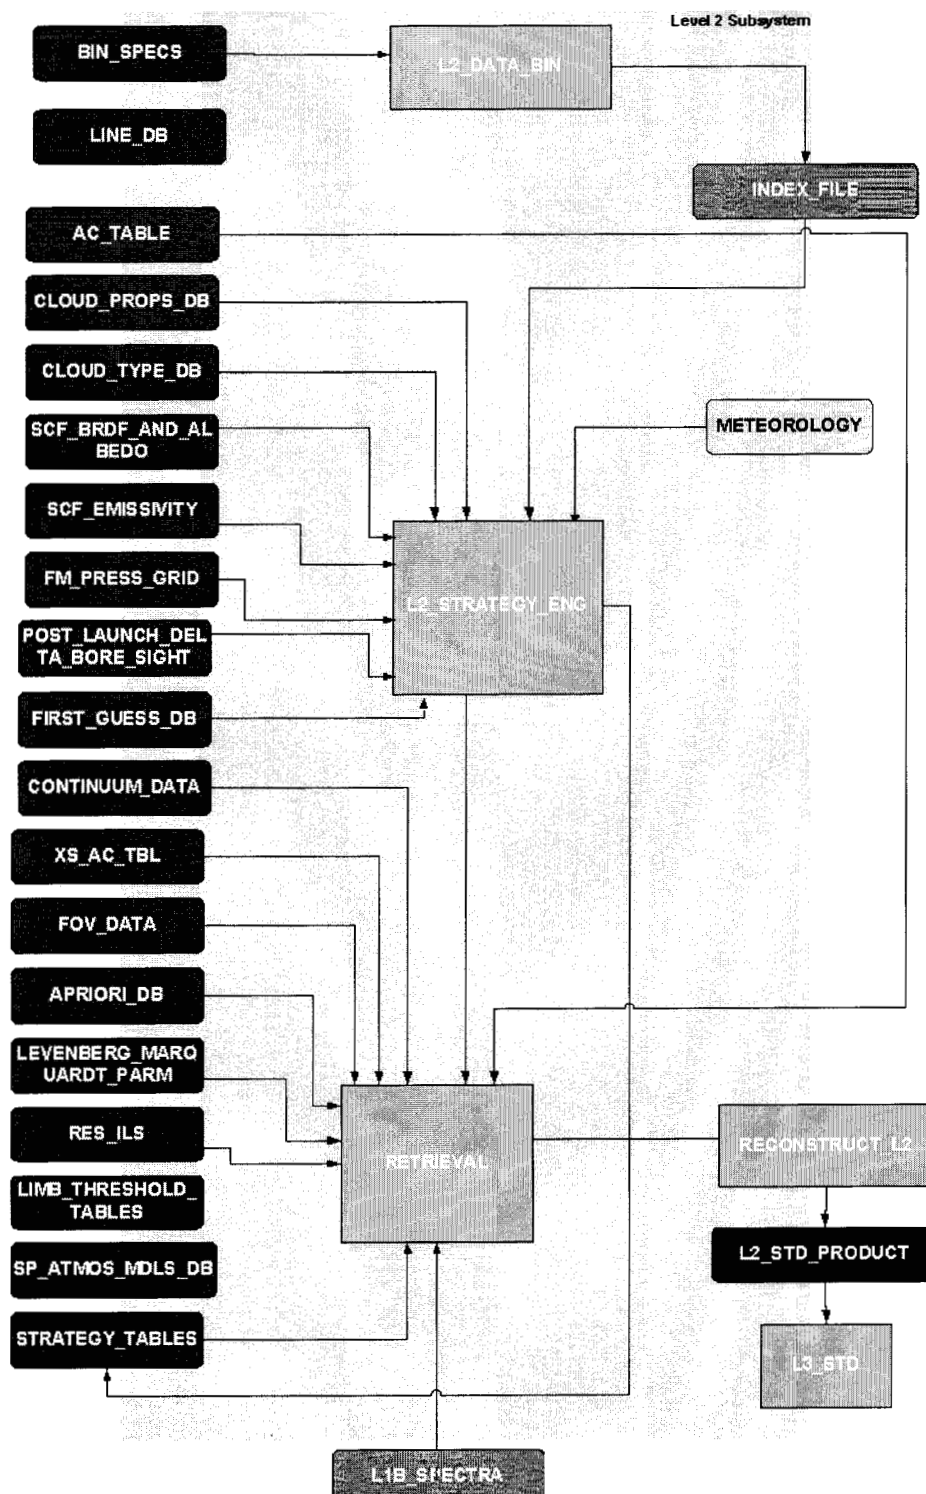 Level 2 Subsystem
BIN_SPECS
L2_DATA_BIN
LINE_DB
INDEX_FILE
AC_TABLE
CLOUD_PROPS_DB
CLOUD_TYPE_DB
METEOROLOGY
SCF_BRDF_AND_AL
BEDO
SCF_EMISSIVITY
FM_PRESS_GRID
L2_STRATEGY_ENG
POST_LAUNCH_DEL
TA_BORE_SIGHT
FIRST_GUESS_DB
CONTINUUM_DATA
XS_AC_TBL
FOV_DATA
APRIORI_DB
LEVENBERG_MARQ
UARDT_PARM
RES_ILS
RETRIEVAL
RECONSTRUCT_L2
LIMB_THRESHOLD_
TABLES
L2_STD_PRODUCT
SP_ATMOS_MDLS_DB
STRATEGY_TABLES
L3_STD
L1B_SPECTRA